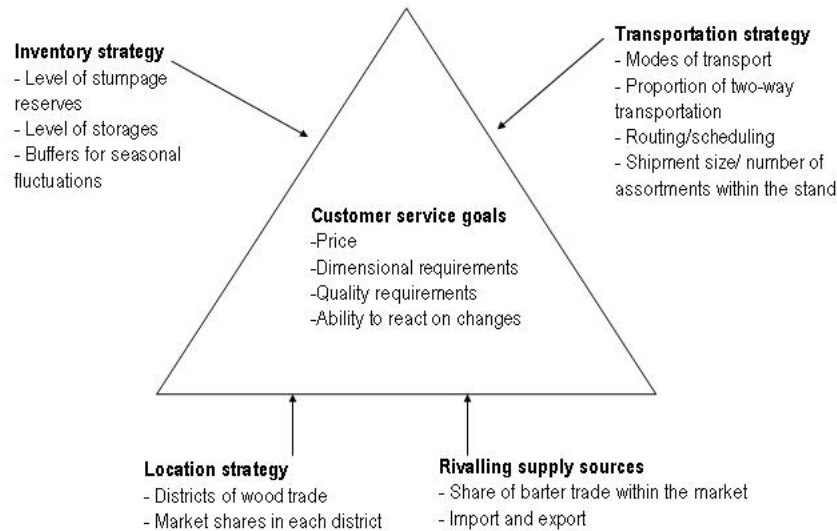 Inventory strategy
- Level of stumpage
reserves
- Level of storages
- Buffers for seasonal
fluctuations
Transportation strategy
- Modes of transport
- Proportion of two-way
transportation
- Routing/scheduling
- Shipment size/ number of
assortments within the stand
Customer service goals
-Price
-Dimensional requirements
-Quality requirements
-Ability to react on changes
Location strategy
- Districts of wood trade
- Market shares in each district
Rivalling supply sources
- Share of barter trade within the market
- Import and export